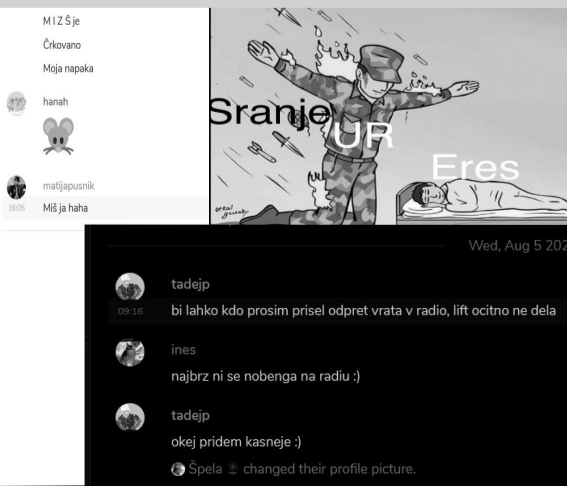 M I Z Š je
Črkovano
Moja napaka
hanah
matijapusnik
16:05 Miš ja haha
Sranje
UR
Eres
Wed, Aug 5 202
tadejp
09:16 bi lahko kdo prosim prisel odpret vrata v radio, lift ocitno ne dela
ines
najbrz ni se nobenga na radiu :)
tadejp
okej pridem kasneje :)
Špela changed their profile picture.